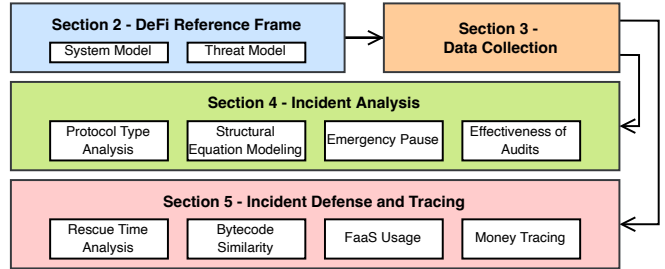 Section 2 - DeFi Reference Frame
System Model
Threat Model
Section 3 -
Data Collection
Section 4 - Incident Analysis
Protocol Type
Analysis
Structural
Equation Modeling
Emergency Pause
Effectiveness of
Audits
Section 5 - Incident Defense and Tracing
Rescue Time
Analysis
Bytecode
Similarity
FaaS Usage
Money Tracing